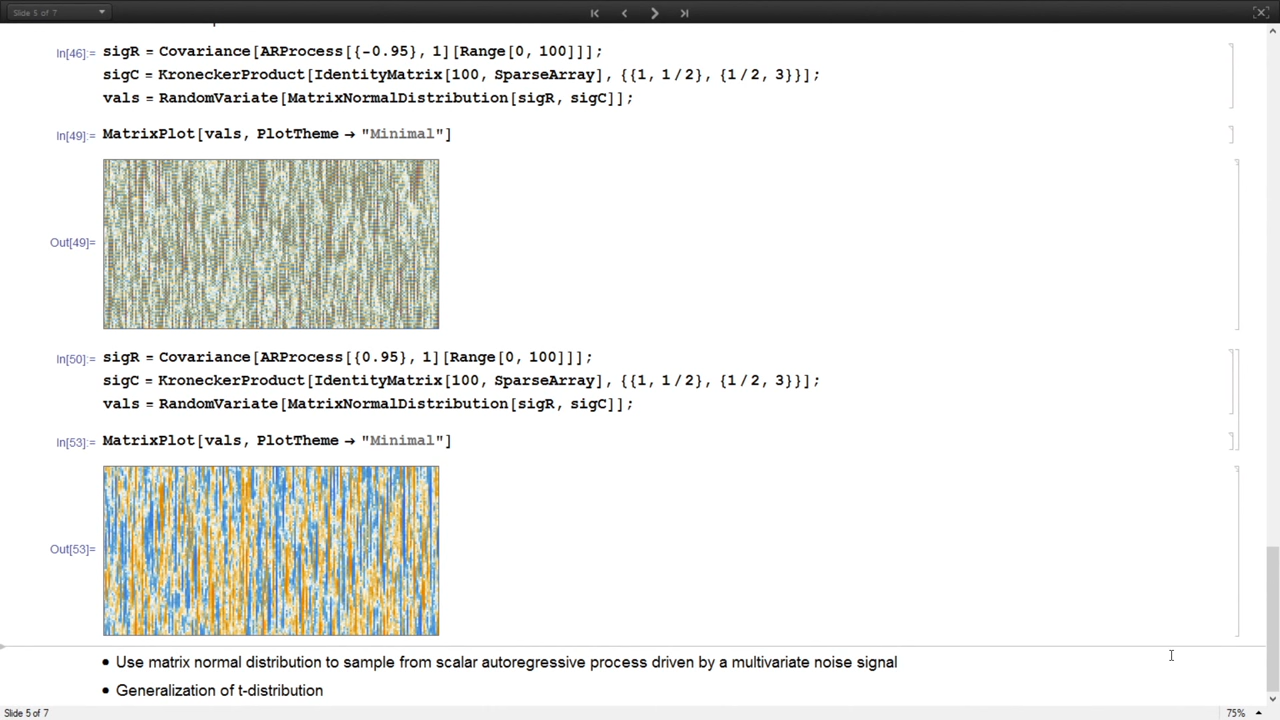 Slide 5 of 7
In[46]:= sigR = Covariance[ARProcess[{-0.95}, 1][Range[0, 100]]];
sigC = KroneckerProduct[IdentityMatrix[100, SparseArray], {{1, 1/2}, {1/2, 3}}];
vals = RandomVariate[MatrixNormalDistribution[sigR, sigC]];
In[49]:= MatrixPlot[vals, PlotTheme → "Minimal"]
Out[49]=
In[50]:= sigR = Covariance[ARProcess[{0.95}, 1][Range[0, 100]]];
sigC = KroneckerProduct[IdentityMatrix[100, SparseArray], {{1, 1/2}, {1/2, 3}}];
vals = RandomVariate[MatrixNormalDistribution[sigR, sigC]];
In[53]:= MatrixPlot[vals, PlotTheme → "Minimal"]
Out[53]=
• Use matrix normal distribution to sample from scalar autoregressive process driven by a multivariate noise signal
• Generalization of t-distribution
Slide 5 of 7 75%